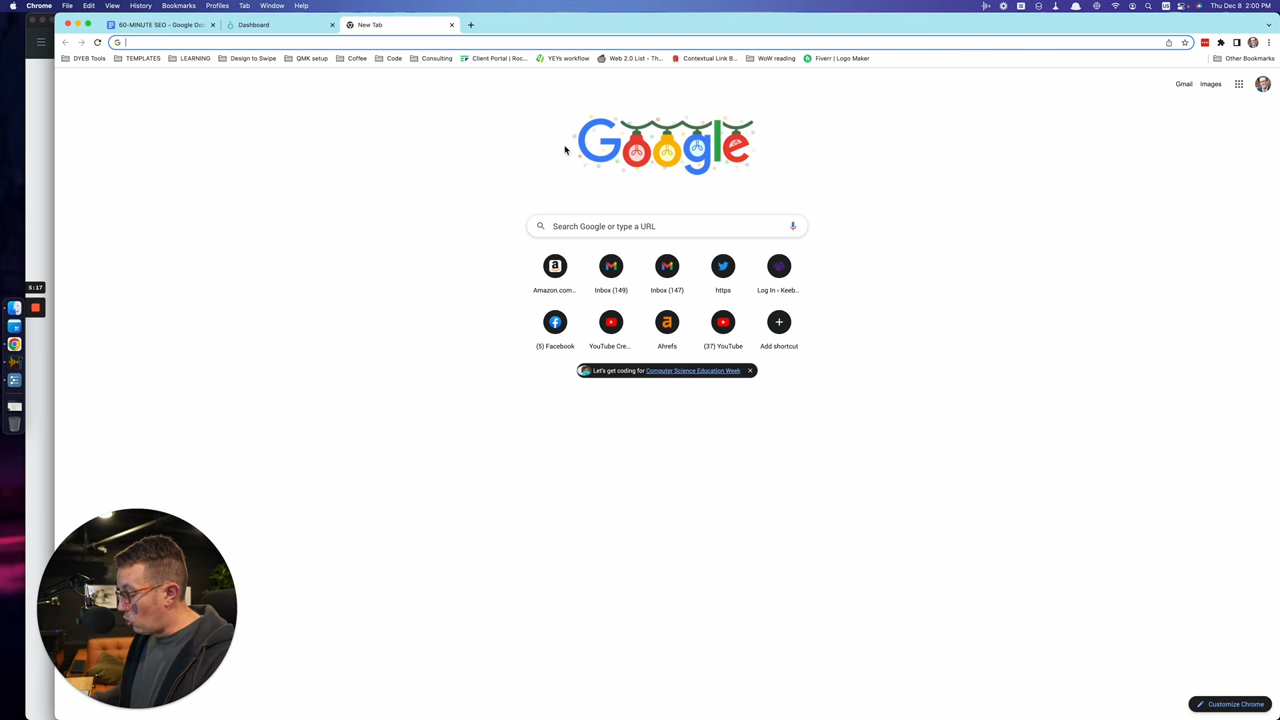 Chrome File Edit View History Bookmarks Profiles Tab Window Help US Thu Dec 8 2:00 PM
60-MINUTE SEO - Google Doc Dashboard New Tab
DYEB Tools TEMPLATES LEARNING Design to Swipe QMK setup Coffee Code Consulting Client Portal | Roc... YEYs workflow Web 2.0 List - Th... Contextual Link B... WoW reading Fiverr | Logo Maker Other Bookmarks
Gmail Images
Google
Search Google or type a URL
Amazon.com... Inbox (149) Inbox (147) https Log In ‹ Keeb...
5:17
(5) Facebook YouTube Cre... Ahrefs (37) YouTube Add shortcut
Let's get coding for Computer Science Education Week
Customize Chrome